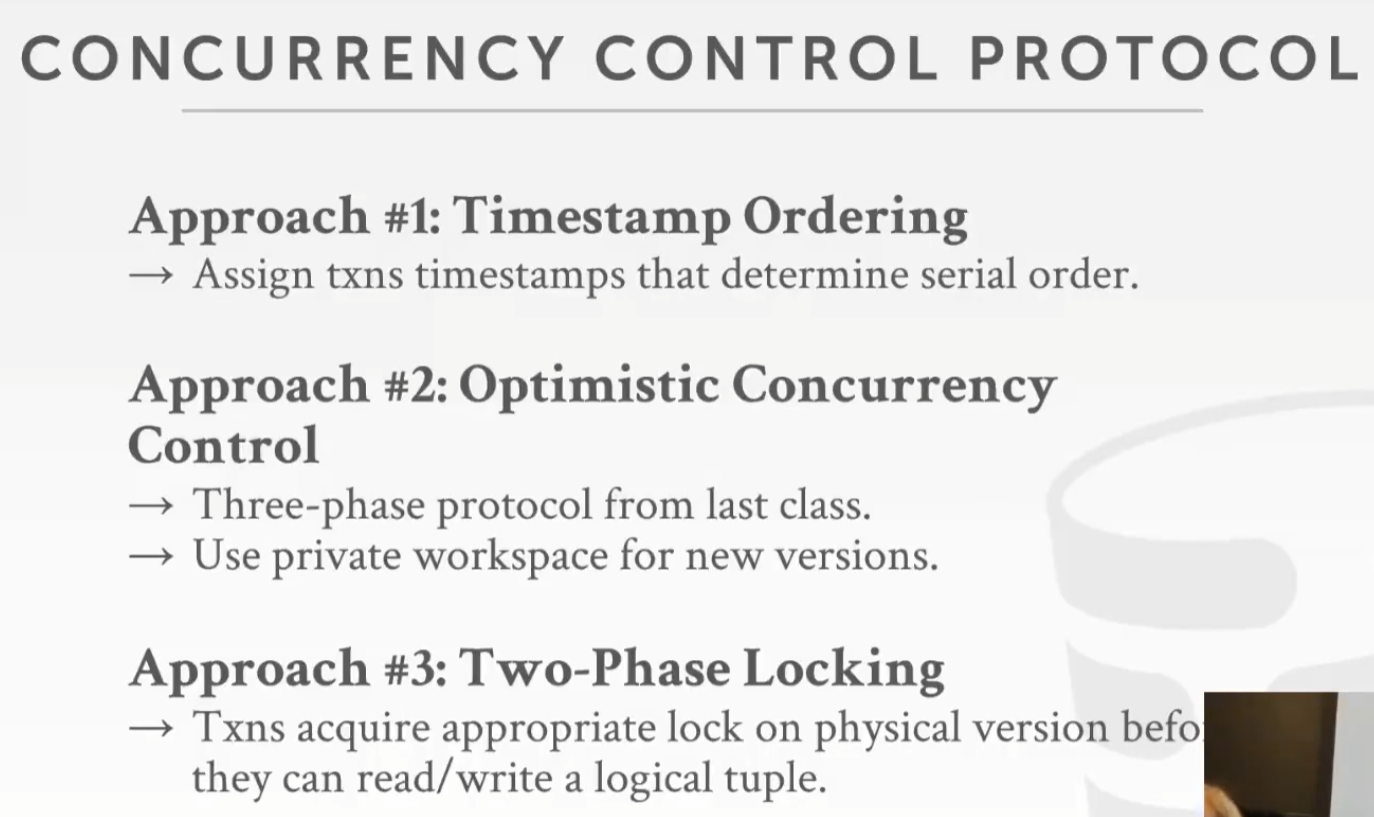 CONCURRENCY CONTROL PROTOCOL
Approach #1: Timestamp Ordering
→ Assign txns timestamps that determine serial order.
Approach #2: Optimistic Concurrency
Control
→ Three-phase protocol from last class.
→ Use private workspace for new versions.
Approach #3: Two-Phase Locking
→ Txns acquire appropriate lock on physical version
they can read/write a logical tuple.